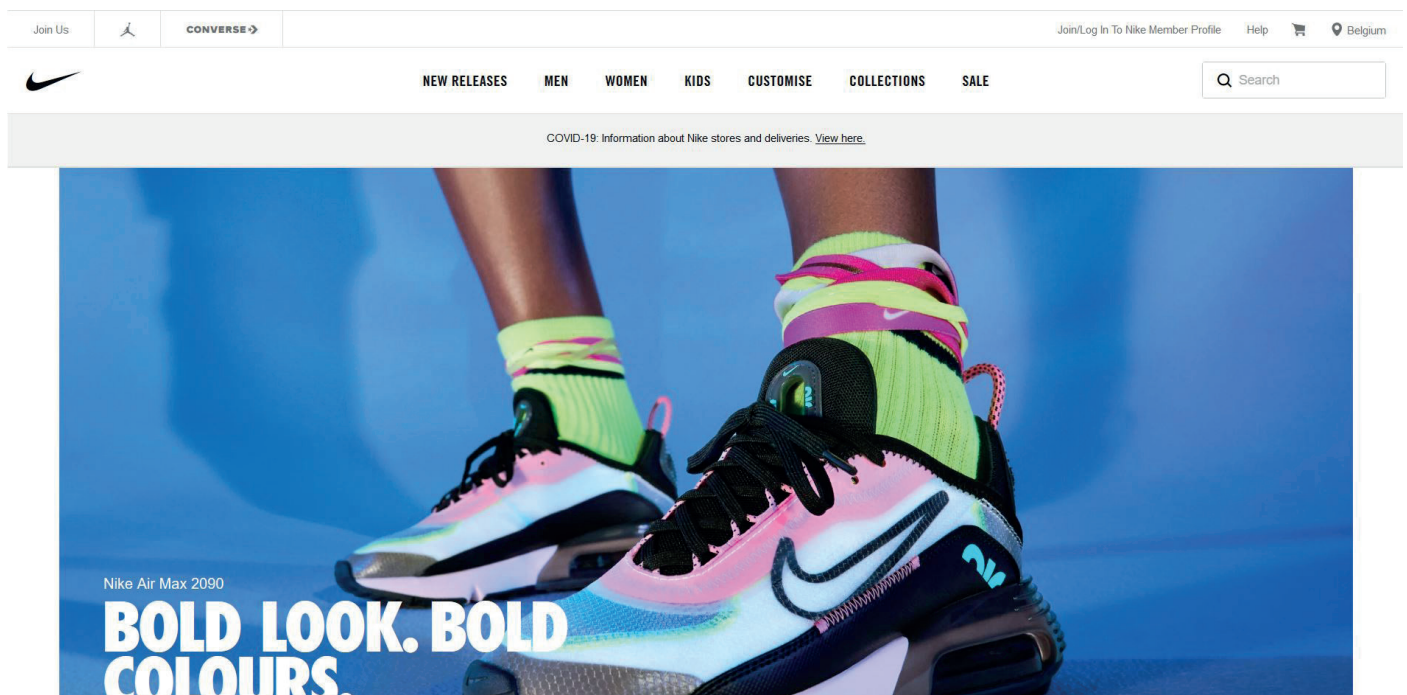 Join Us
CONVERSE
Join/Log In To Nike Member Profile
Help
Belgium
NEW RELEASES
MEN
WOMEN
KIDS
CUSTOMISE
COLLECTIONS
SALE
Search
COVID-19: Information about Nike stores and deliveries. View here.
Nike Air Max 2090
BOLD LOOK. BOLD
COLOURS.